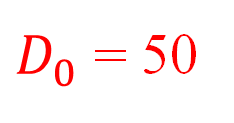 D₀ = 50